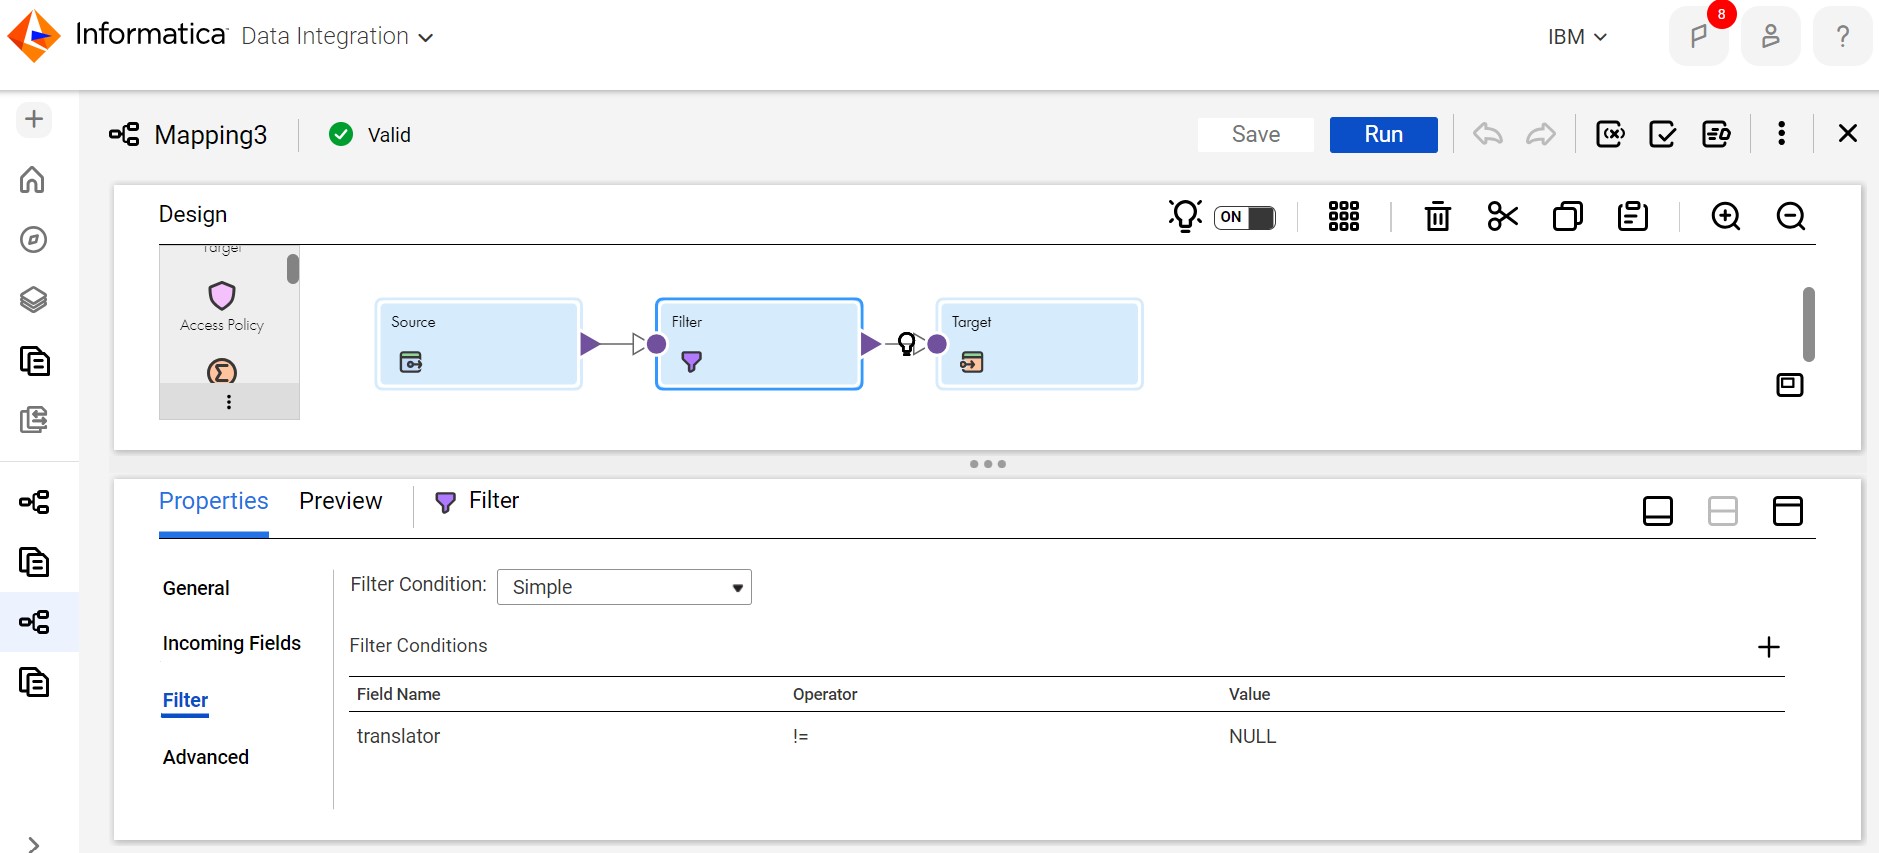 Informatica Data Integration
IBM
8
?
Mapping3
Valid
Save
Run
Design
ON
Target
Access Policy
Σ
Source
Filter
Target
Properties
Preview
Filter
General
Incoming Fields
Filter
Advanced
Filter Condition: Simple
Filter Conditions
Field Name Operator Value
translator != NULL